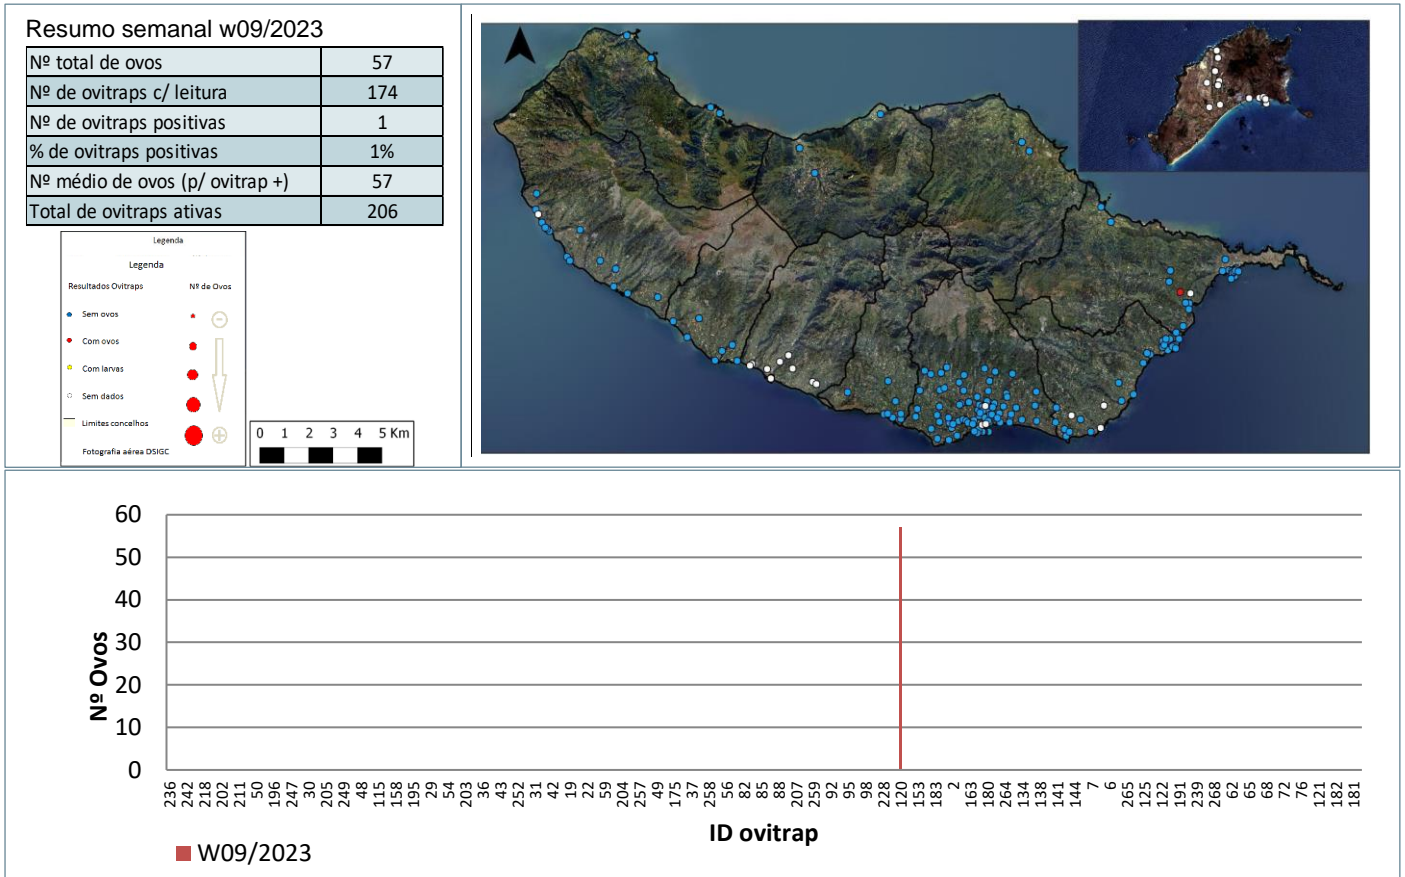 Resumo semanal w09/2023
Nº total de ovos 57
Nº de ovitraps c/ leitura 174
Nº de ovitraps positivas 1
% de ovitraps positivas 1%
Nº médio de ovos (p/ ovitrap +) 57
Total de ovitraps ativas 206
Legenda
Legenda
Resultados Ovitraps Nº de Ovos
Sem ovos
Com ovos
Com larvas
Sem dados
Limites concelhos
Fotografia aérea DSIGC
0 1 2 3 4 5 Km
60
50
40
30
20
10
0
Nº Ovos
236 242 218 202 211 50 196 247 30 205 249 48 115 158 195 29 54 203 36 43 252 31 42 19 22 59 204 257 49 175 37 258 56 82 85 88 207 259 92 95 98 228 120 153 183 2 163 180 264 134 138 141 144 7 6 265 125 122 191 239 268 62 65 68 72 76 121 182 181
ID ovitrap
W09/2023